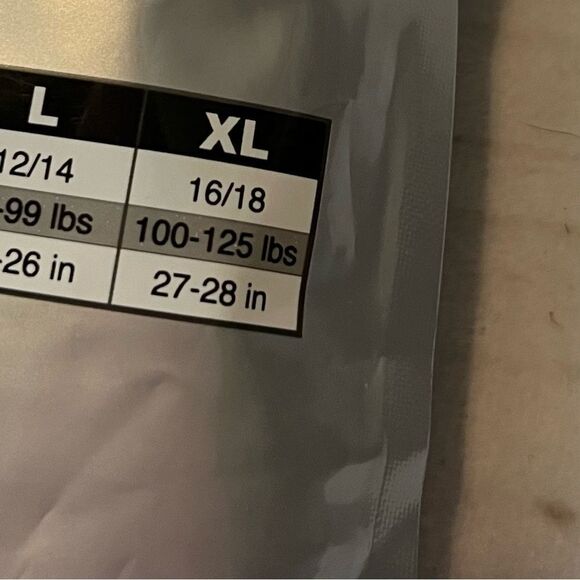 L XL
12/14 16/18
-99 lbs 100-125 lbs
-26 in 27-28 in